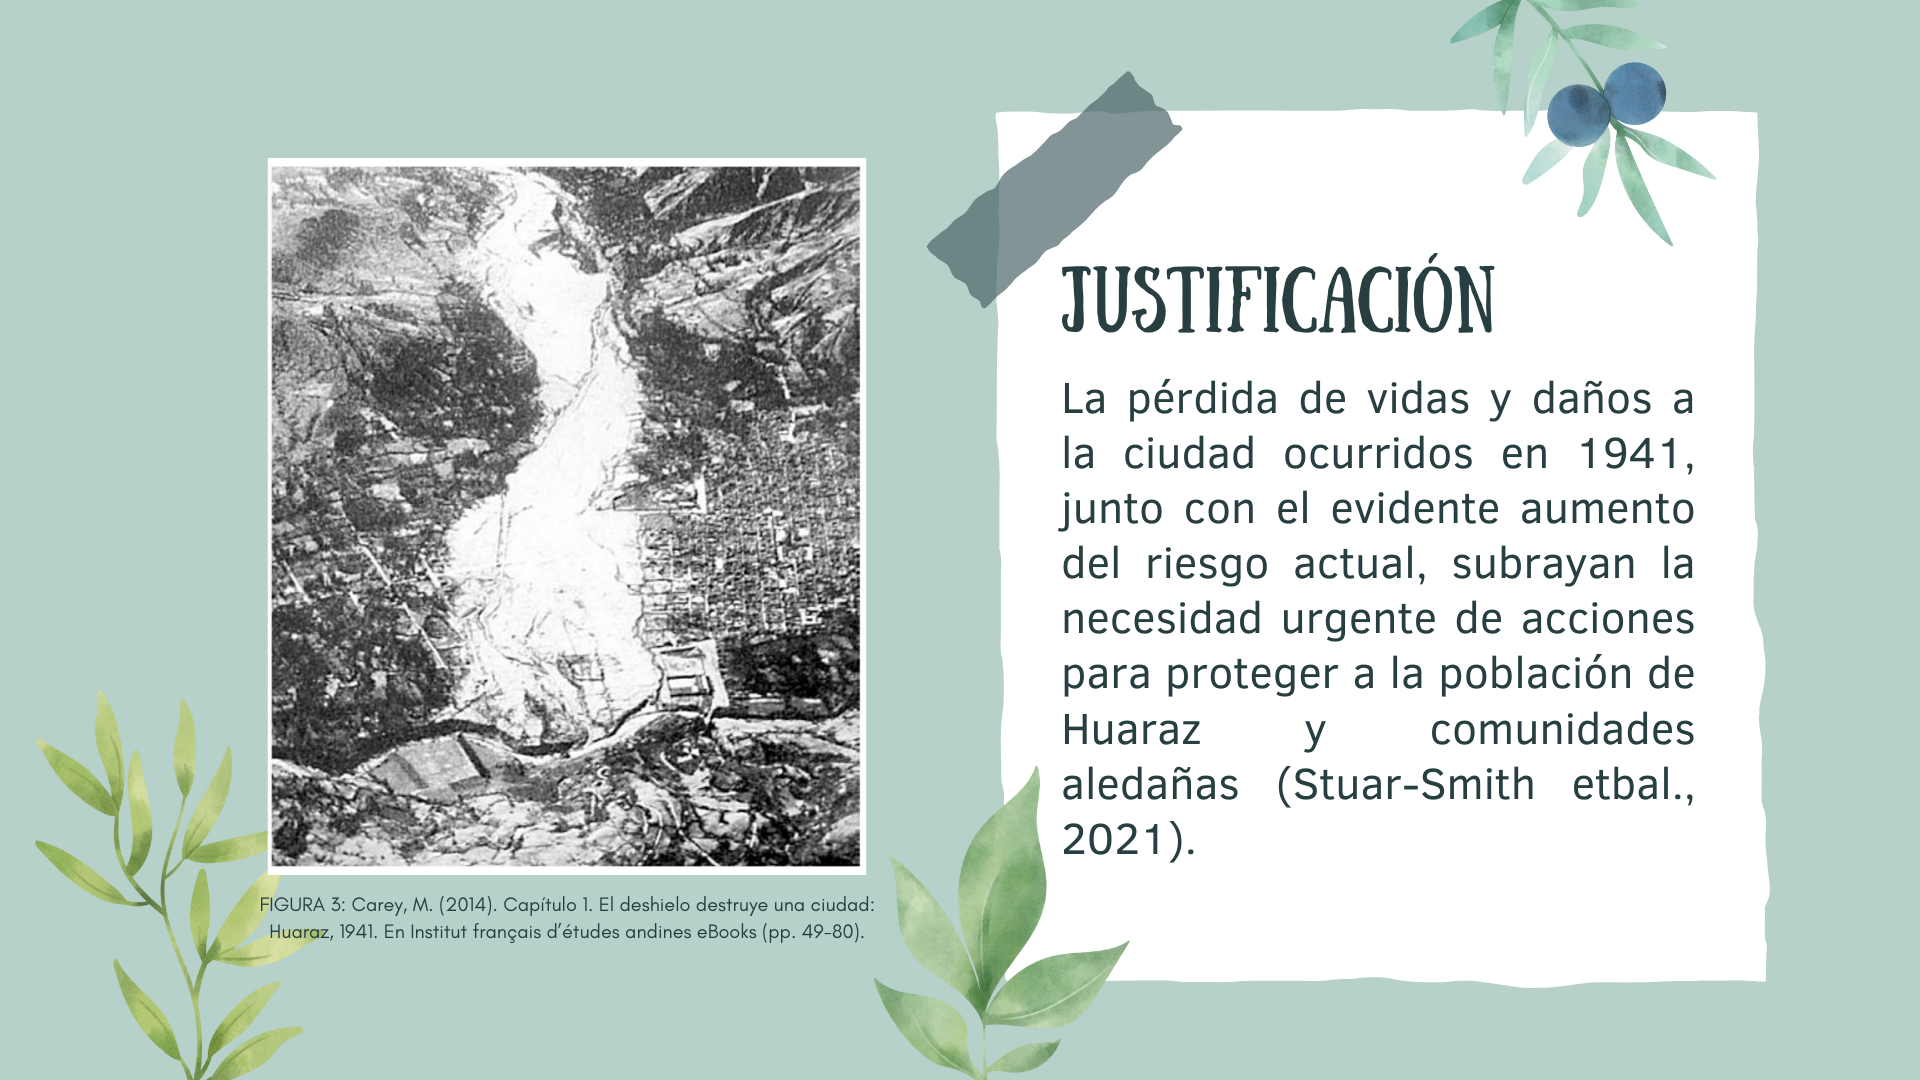 FIGURA 3: Carey, M. (2014). Capítulo 1. El deshielo destruye una ciudad:
Huaraz, 1941. En Institut français d’études andines eBooks (pp. 49-80).
JUSTIFICACIÓN
La pérdida de vidas y daños a
la ciudad ocurridos en 1941,
junto con el evidente aumento
del riesgo actual, subrayan la
necesidad urgente de acciones
para proteger a la población de
Huaraz y comunidades
aledañas (Stuar-Smith etbal.,
2021).